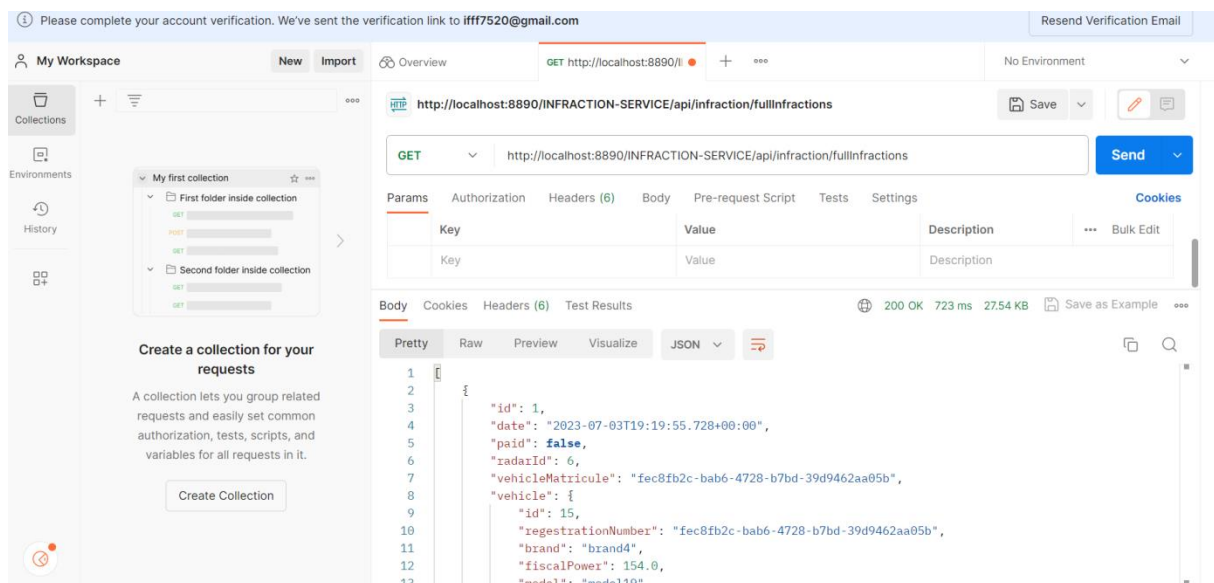 Please complete your account verification. We've sent the verification link to ifff7520@gmail.com
Resend Verification Email
My Workspace
New Import
Overview
GET http://localhost:8890/I
No Environment
Collections
Environments
History
http://localhost:8890/INFRACTION-SERVICE/api/infraction/fullInfractions
Save
GET
http://localhost:8890/INFRACTION-SERVICE/api/infraction/fullInfractions
Send
Params Authorization Headers (6) Body Pre-request Script Tests Settings
Cookies
Key Value Description Bulk Edit
Key Value Description
My first collection
First folder inside collection
GET
POST
GET
Second folder inside collection
GET
GET
Create a collection for your
requests
A collection lets you group related
requests and easily set common
authorization, tests, scripts, and
variables for all requests in it.
Create Collection
Body Cookies Headers (6) Test Results
200 OK 723 ms 27.54 KB Save as Example
Pretty Raw Preview Visualize JSON
1 [
2 {
3 "id": 1,
4 "date": "2023-07-03T19:19:55.728+00:00",
5 "paid": false,
6 "radarId": 6,
7 "vehicleMatricule": "fec8fb2c-bab6-4728-b7bd-39d9462aa05b",
8 "vehicle": {
9 "id": 15,
10 "regestrationNumber": "fec8fb2c-bab6-4728-b7bd-39d9462aa05b",
11 "brand": "brand4",
12 "fiscalPower": 154.0,